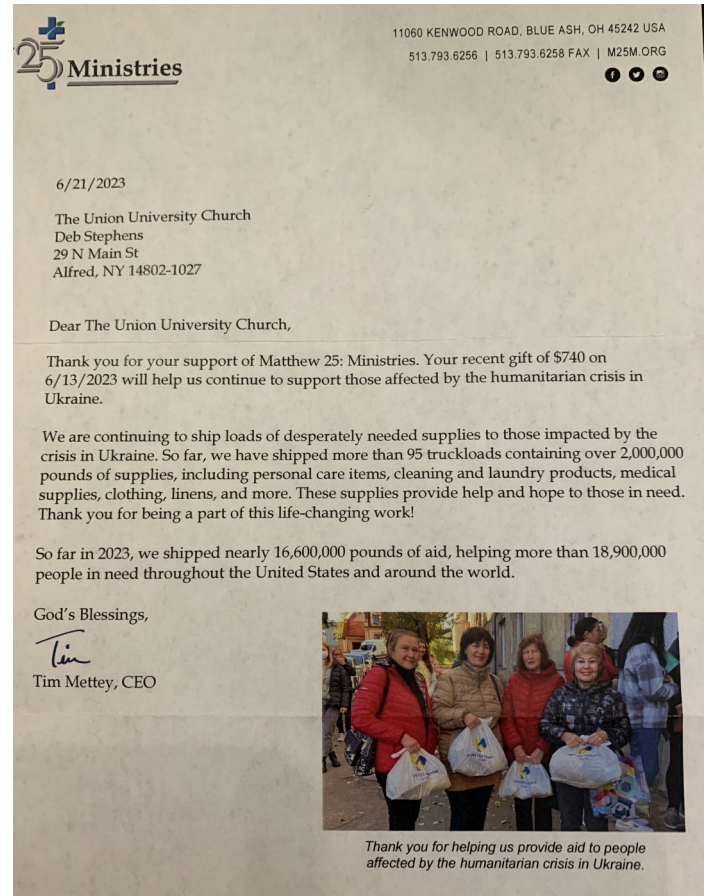 25 Ministries
11060 KENWOOD ROAD, BLUE ASH, OH 45242 USA
513.793.6256 | 513.793.6258 FAX | M25M.ORG
6/21/2023
The Union University Church
Deb Stephens
29 N Main St
Alfred, NY 14802-1027
Dear The Union University Church,
Thank you for your support of Matthew 25: Ministries. Your recent gift of $740 on
6/13/2023 will help us continue to support those affected by the humanitarian crisis in
Ukraine.
We are continuing to ship loads of desperately needed supplies to those impacted by the
crisis in Ukraine. So far, we have shipped more than 95 truckloads containing over 2,000,000
pounds of supplies, including personal care items, cleaning and laundry products, medical
supplies, clothing, linens, and more. These supplies provide help and hope to those in need.
Thank you for being a part of this life-changing work!
So far in 2023, we shipped nearly 16,600,000 pounds of aid, helping more than 18,900,000
people in need throughout the United States and around the world.
God's Blessings,
Tim
Tim Mettey, CEO
Thank you for helping us provide aid to people
affected by the humanitarian crisis in Ukraine.